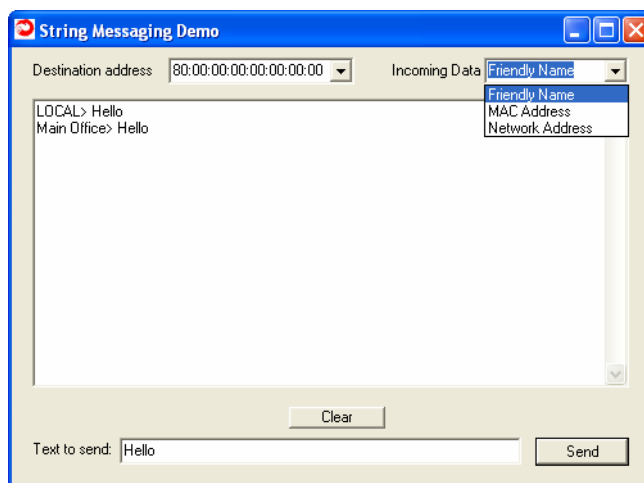 String Messaging Demo
Destination address 80:00:00:00:00:00:00:00 Incoming Data Friendly Name
Friendly Name
MAC Address
Network Address
LOCAL> Hello
Main Office> Hello
Clear
Text to send: Hello Send